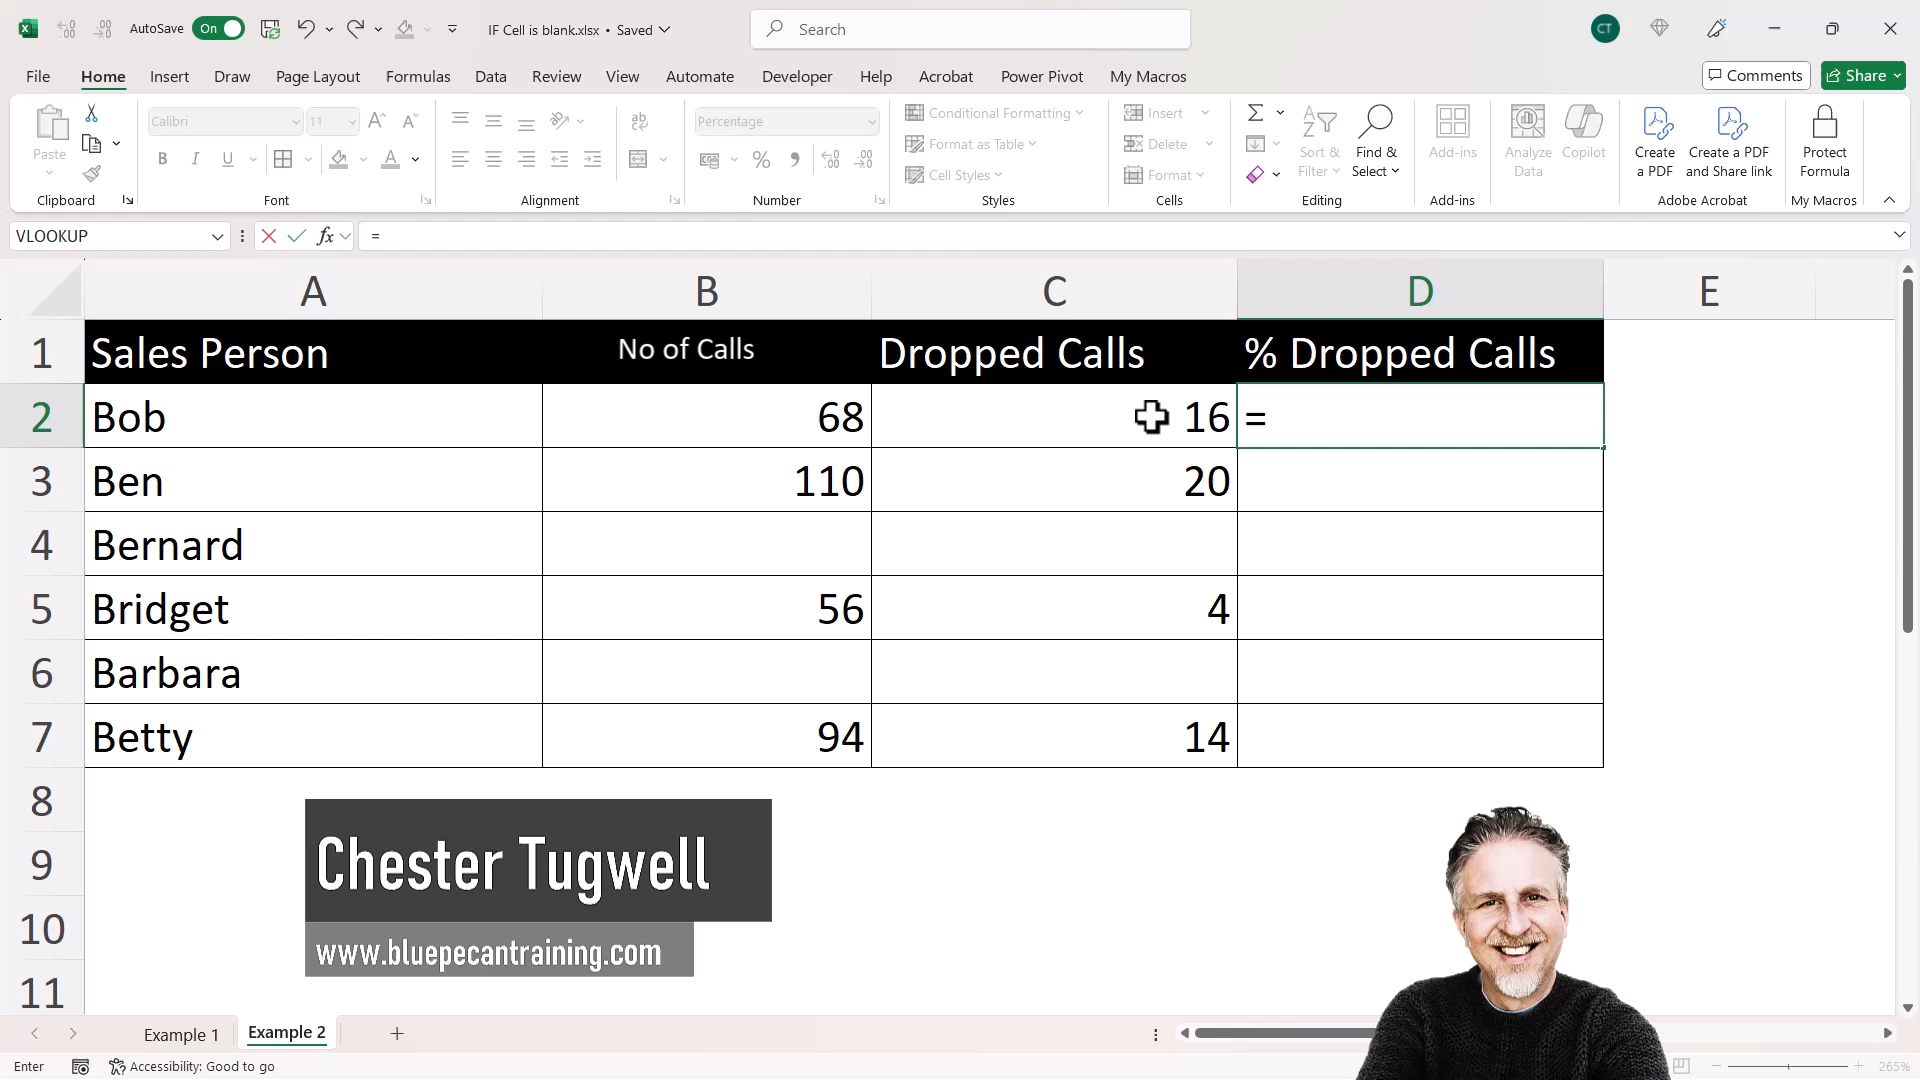 AutoSave On IF Cell is blank.xlsx • Saved Search CT
File Home Insert Draw Page Layout Formulas Data Review View Automate Developer Help Acrobat Power Pivot My Macros Comments Share
Paste
Clipboard
Calibri 11
B I U A
Font
ab
Alignment
Percentage
%
Number
Conditional Formatting
Format as Table
Cell Styles
Styles
Insert
Delete
Format
Cells
Sort &
Filter
Find &
Select
Editing
Add-ins
Add-ins
Analyze
Data
Copilot
Create
a PDF
Create a PDF
and Share link
Adobe Acrobat
Protect
Formula
My Macros
VLOOKUP fx =
A B C D E
1 Sales Person No of Calls Dropped Calls % Dropped Calls
2 Bob 68 16 =
3 Ben 110 20
4 Bernard
5 Bridget 56 4
6 Barbara
7 Betty 94 14
8
9
10
11
Chester Tugwell
www.bluepecantraining.com
Example 1 Example 2
Enter Accessibility: Good to go 265%